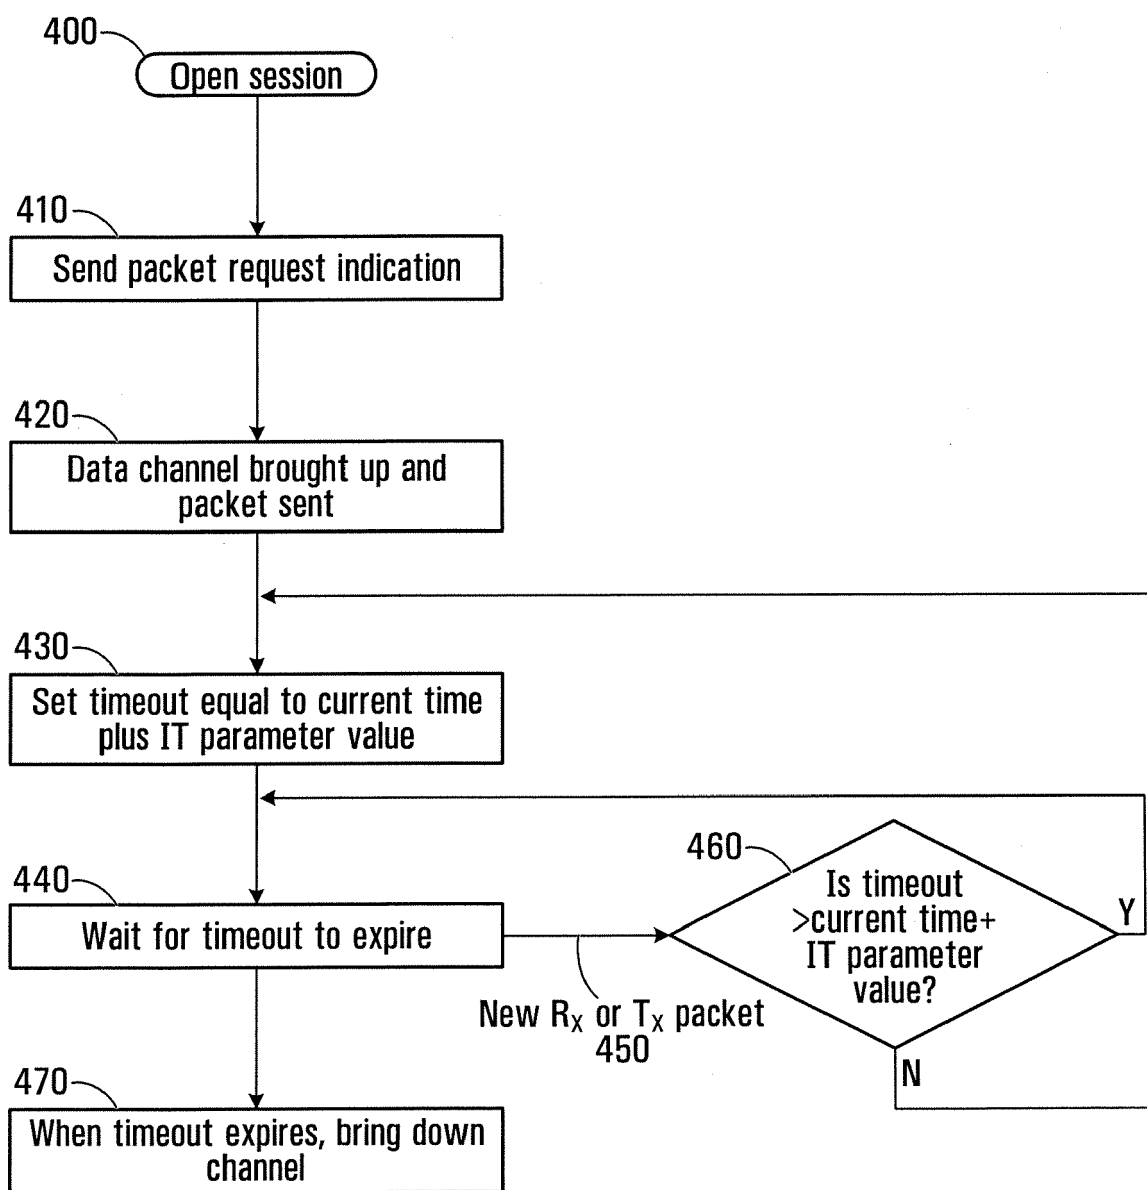 400
Open session
410
Send packet request indication
420
Data channel brought up and
packet sent
430
Set timeout equal to current time
plus IT parameter value
440
Wait for timeout to expire
460
Is timeout
>current time+
IT parameter
value?
Y
New Rx or Tx packet
450
N
470
When timeout expires, bring down
channel